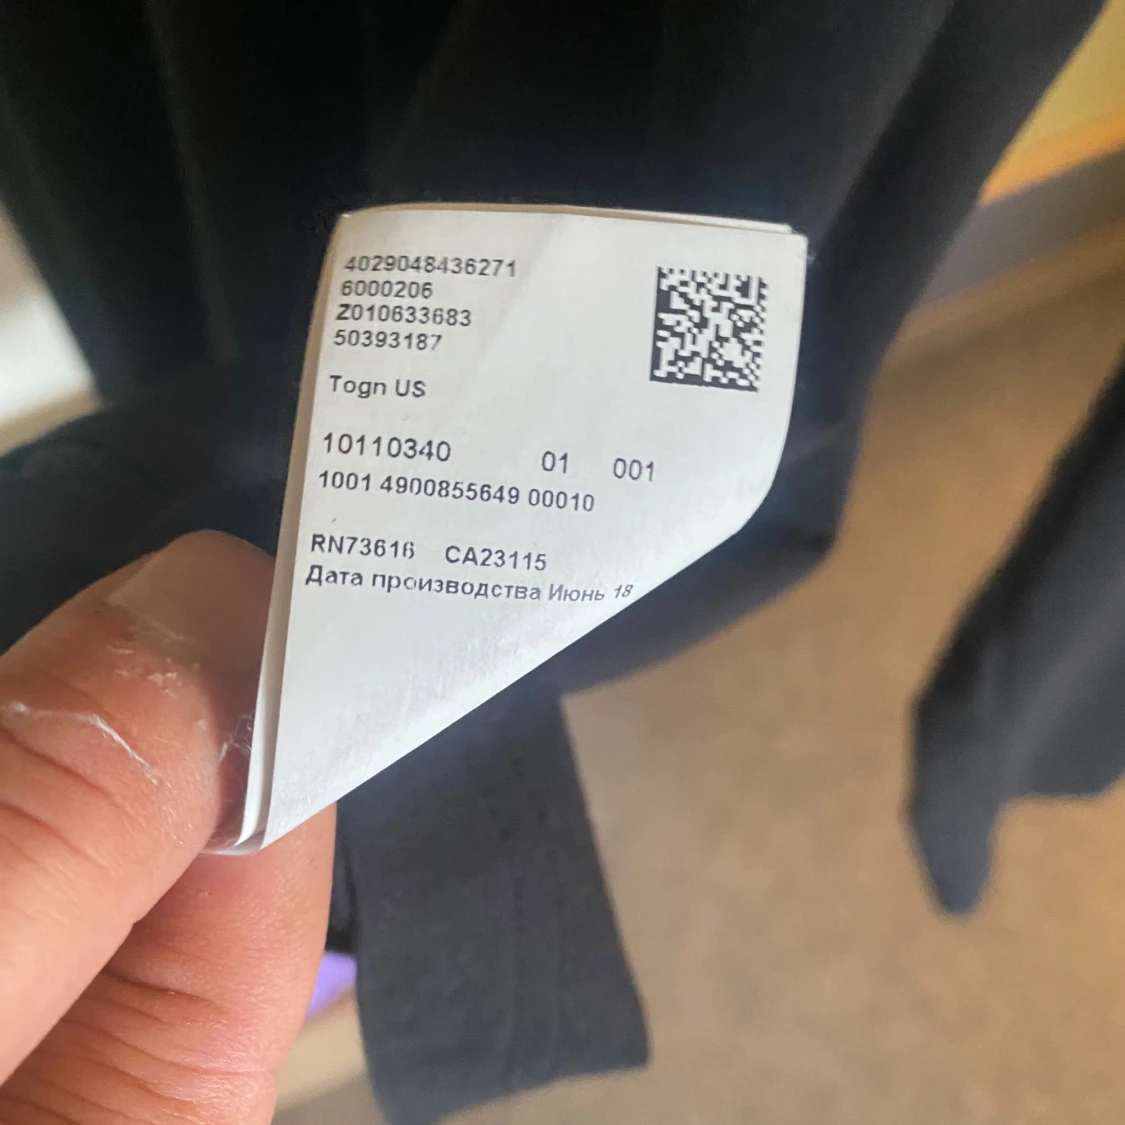 4029048436271
6000206
Z010633683
50393187
Togn US
10110340 01 001
1001 4900855649 00010
RN73616 CA23115
Дата производства Июнь 18